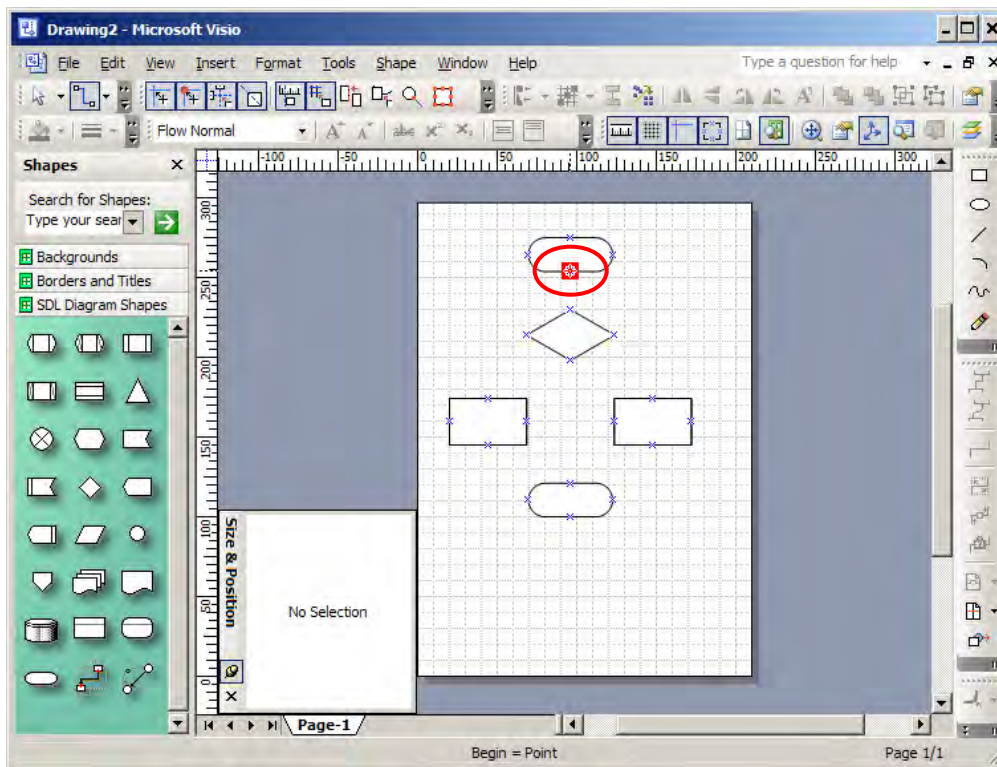 Drawing2 - Microsoft Visio
File Edit View Insert Format Tools Shape Window Help Type a question for help
Flow Normal
Shapes
-100 -50 0 50 100 150 200 250 300
Search for Shapes:
Type your sear
Backgrounds
Borders and Titles
SDL Diagram Shapes
300
250
200
150
100
50
0
Size & Position
No Selection
Page-1
Begin = Point Page 1/1